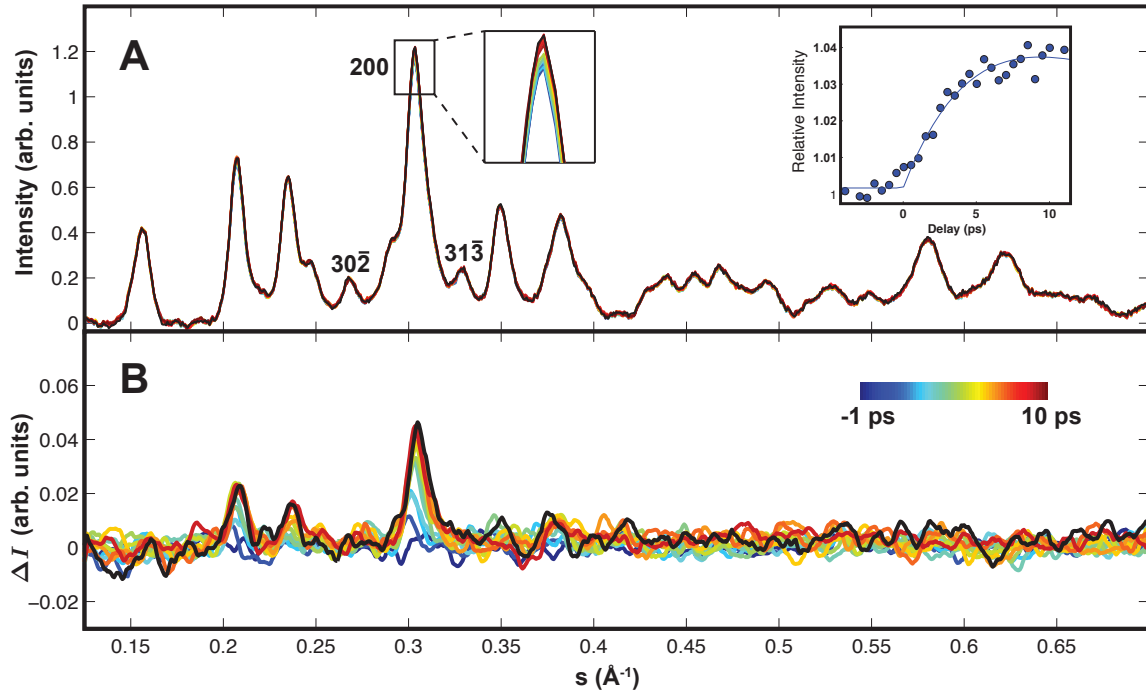 A
Intensity (arb. units)
1.2
1
0.8
0.6
0.4
0.2
0
200
302̅
313̅
Relative Intensity
1.04
1.03
1.02
1.01
1
0
5
10
Delay (ps)
B
ΔI (arb. units)
0.06
0.04
0.02
0
−0.02
-1 ps
10 ps
0.15 0.2 0.25 0.3 0.35 0.4 0.45 0.5 0.55 0.6 0.65
s (Å⁻¹)